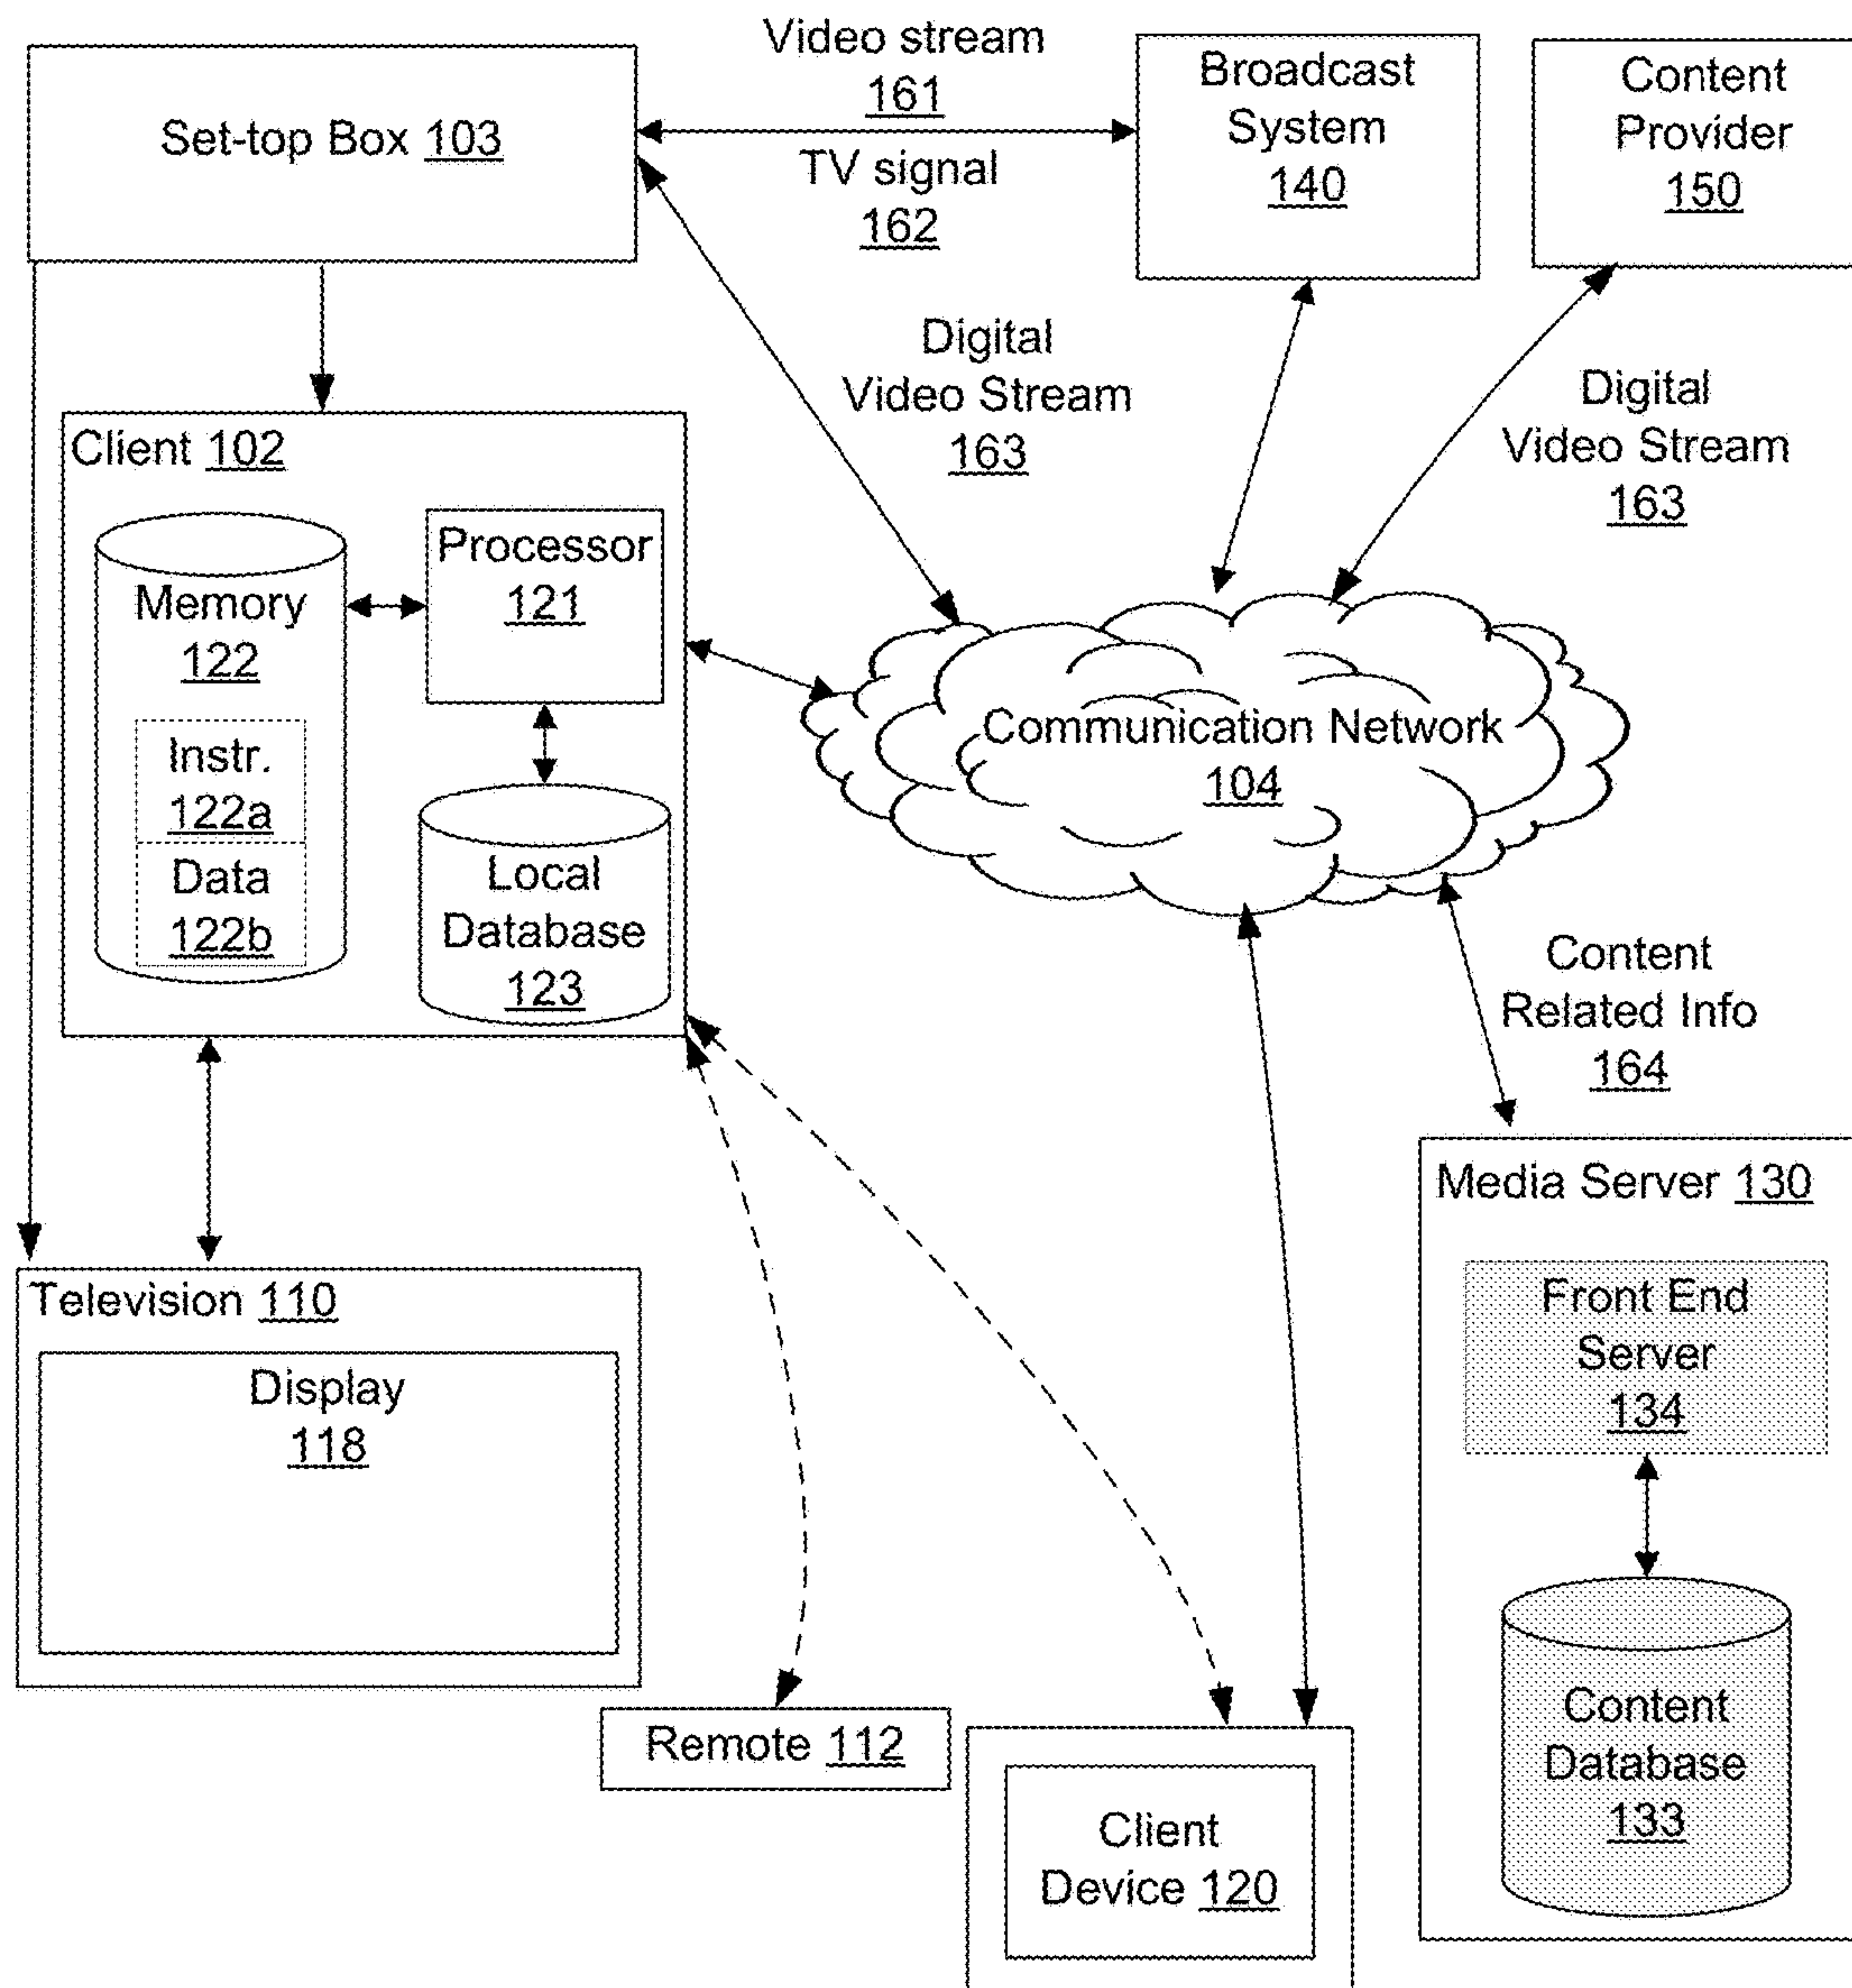 Set-top Box 103
Video stream
161
TV signal
162
Broadcast
System
140
Content
Provider
150
Digital
Video Stream
163
Digital
Video Stream
163
Client 102
Memory
122
Instr.
122a
Data
122b
Processor
121
Local
Database
123
Communication Network
104
Content
Related Info
164
Television 110
Display
118
Remote 112
Client
Device 120
Media Server 130
Front End
Server
134
Content
Database
133